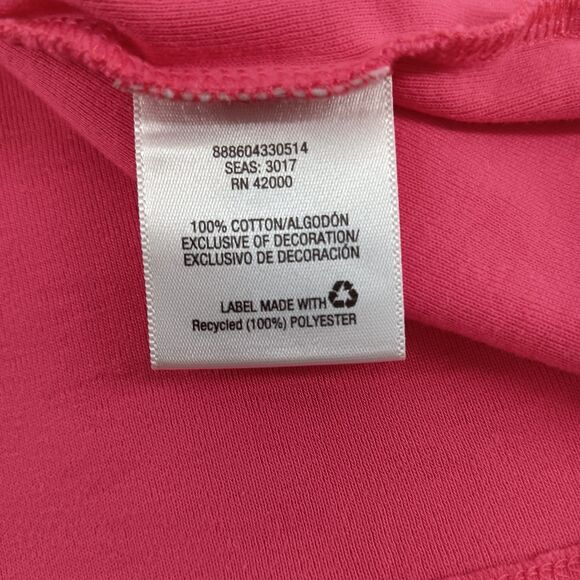 888604330514
SEAS: 3017
RN 42000
100% COTTON/ALGODÓN
EXCLUSIVE OF DECORATION/
EXCLUSIVO DE DECORACIÓN
LABEL MADE WITH
Recycled (100%) POLYESTER